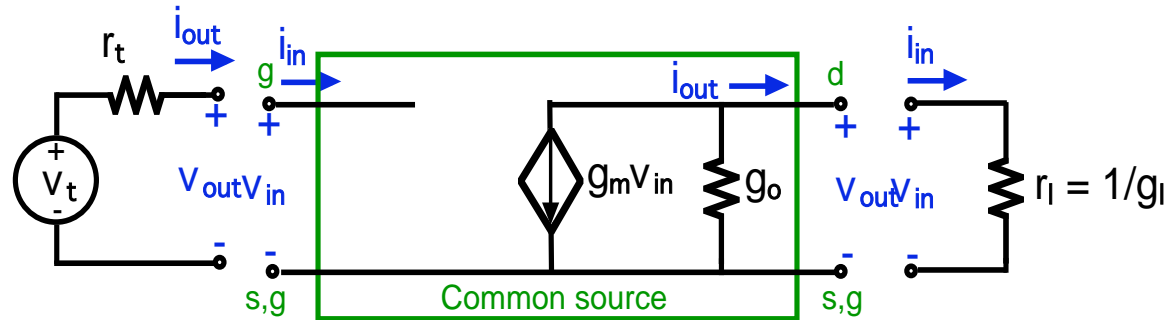 r_t
i_out
i_in
g
+
+
+
v_t
-
v_out
v_in
-
-
s,g
g_m v_in
g_o
i_out
d
i_in
+
+
v_out
v_in
r_l = 1/g_l
-
-
s,g
Common source